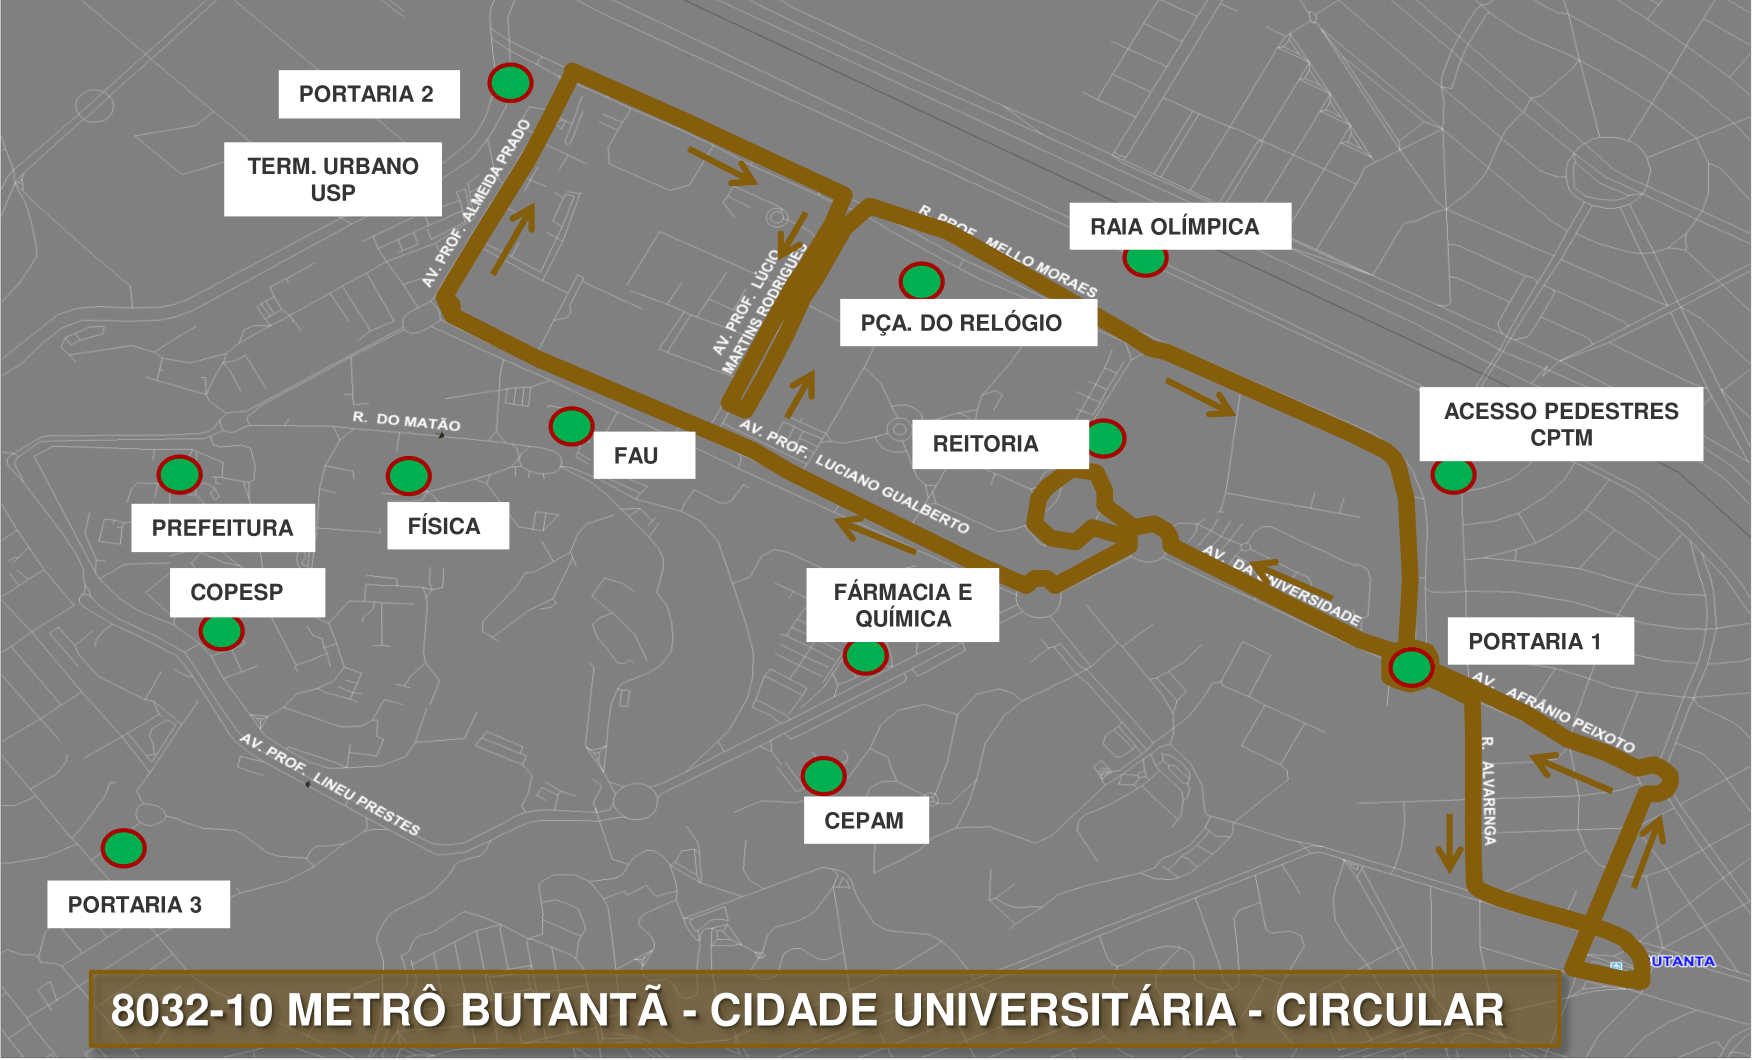 PORTARIA 2
TERM. URBANO
USP
AV. PROF. ALMEIDA PRADO
R. PROF. MELLO MORAES
RAIA OLÍMPICA
AV. PROF. LÚCIO
MARTINS RODRIGUES
PÇA. DO RELÓGIO
ACESSO PEDESTRES
CPTM
R. DO MATÃO
FAU
AV. PROF. LUCIANO GUALBERTO
REITORIA
PREFEITURA
FÍSICA
COPESP
FÁRMACIA E
QUÍMICA
AV. DA UNIVERSIDADE
PORTARIA 1
AV. AFRÂNIO PEIXOTO
R. ALVARENGA
AV. PROF. LINEU PRESTES
CEPAM
PORTARIA 3
UTANTA
8032-10 METRÔ BUTANTÃ - CIDADE UNIVERSITÁRIA - CIRCULAR